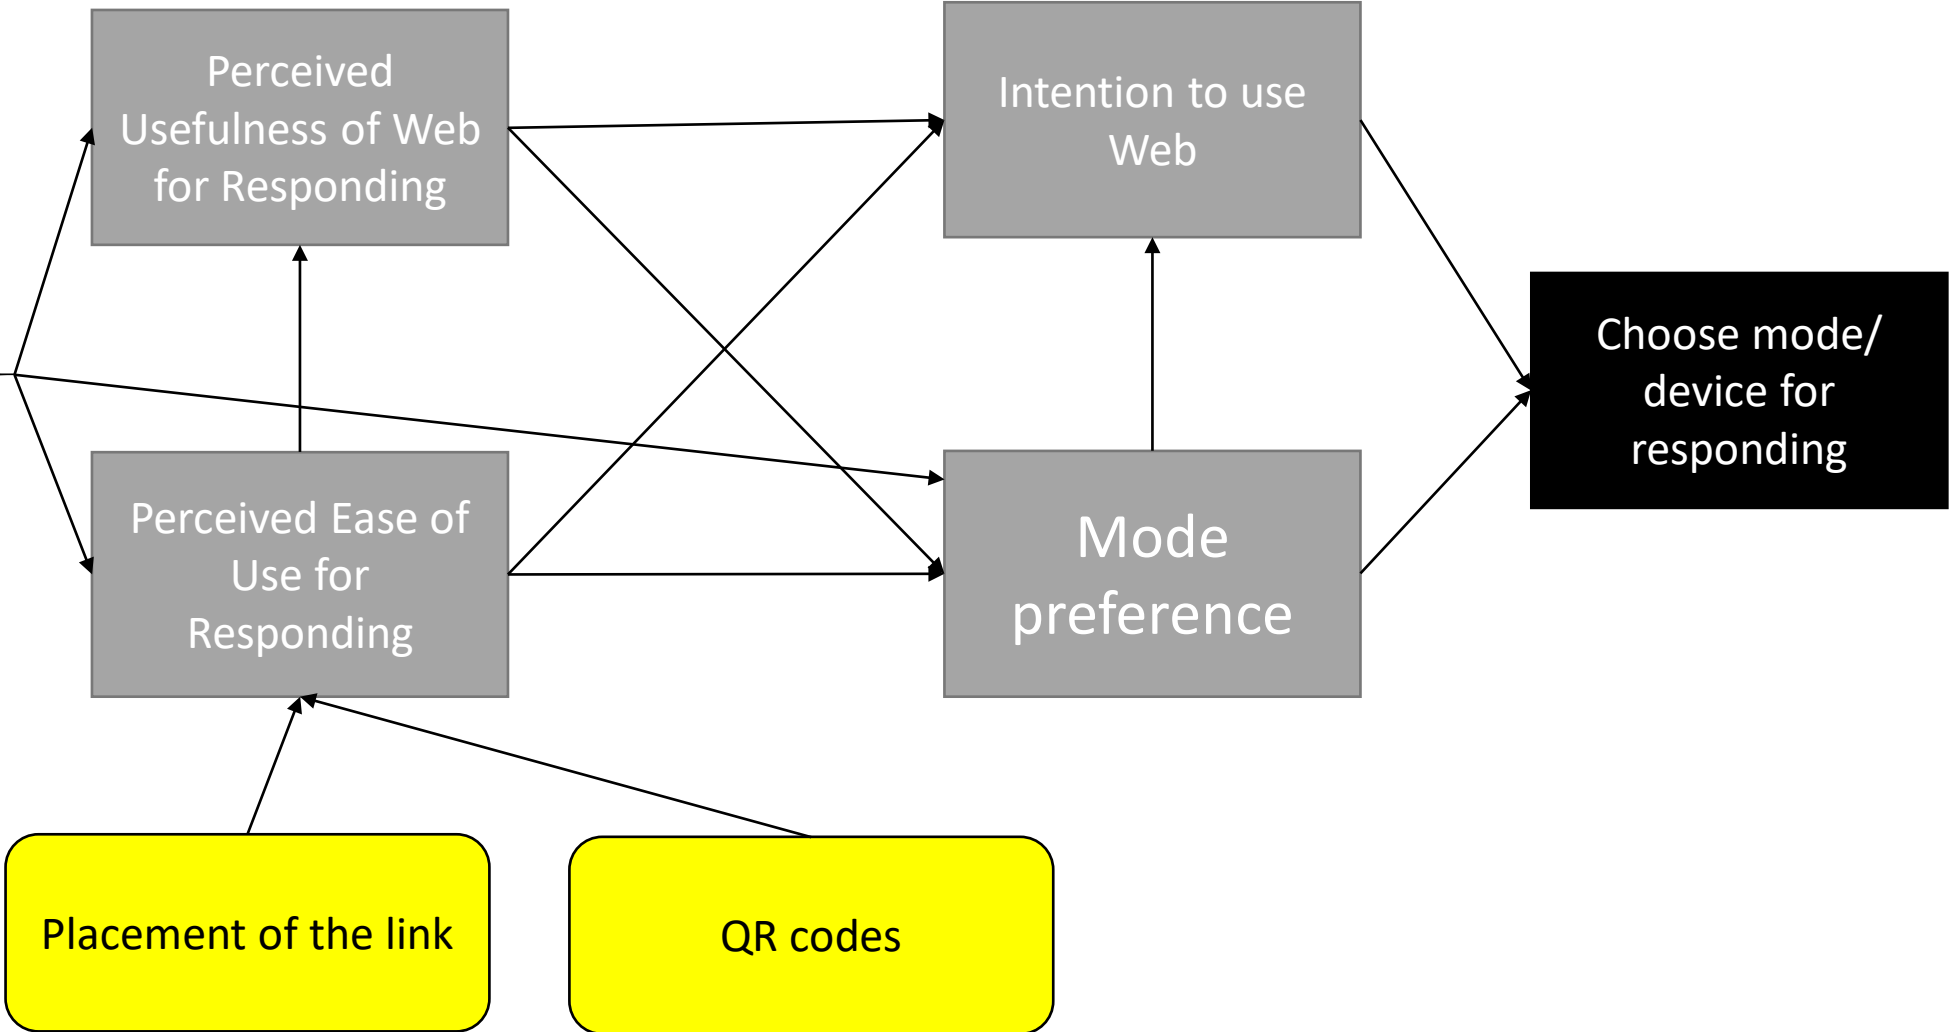 Perceived
Usefulness of Web
for Responding
Intention to use
Web
Choose mode/
device for
responding
Perceived Ease of
Use for
Responding
Mode
preference
Placement of the link
QR codes